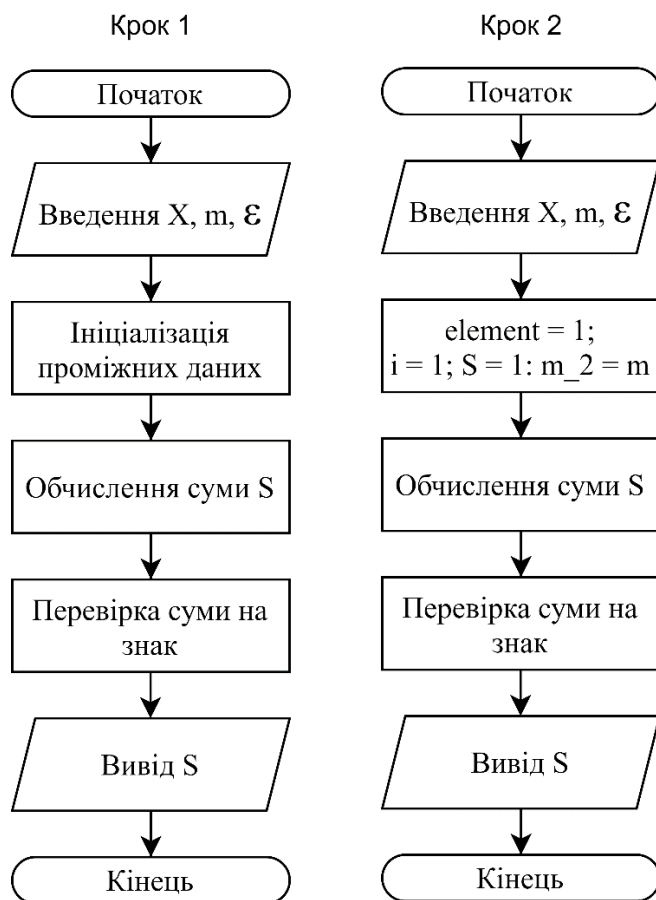 Крок 1
Початок
Введення X, m, ε
Ініціалізація
проміжних даних
Обчислення суми S
Перевірка суми на
знак
Вивід S
Кінець
Крок 2
Початок
Введення X, m, ε
element = 1;
i = 1; S = 1: m_2 = m
Обчислення суми S
Перевірка суми на
знак
Вивід S
Кінець